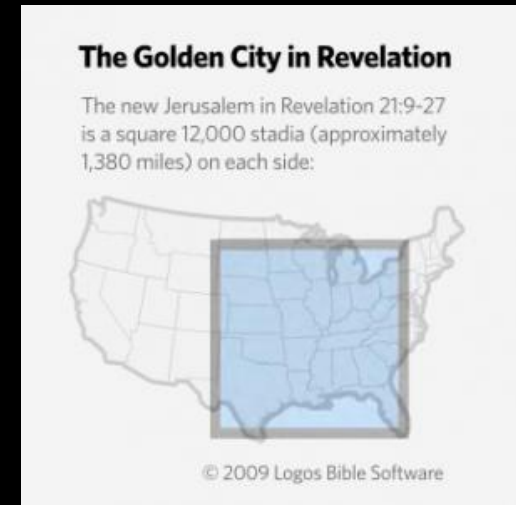 The Golden City in Revelation
The new Jerusalem in Revelation 21:9-27
is a square 12,000 stadia (approximately
1,380 miles) on each side:
© 2009 Logos Bible Software